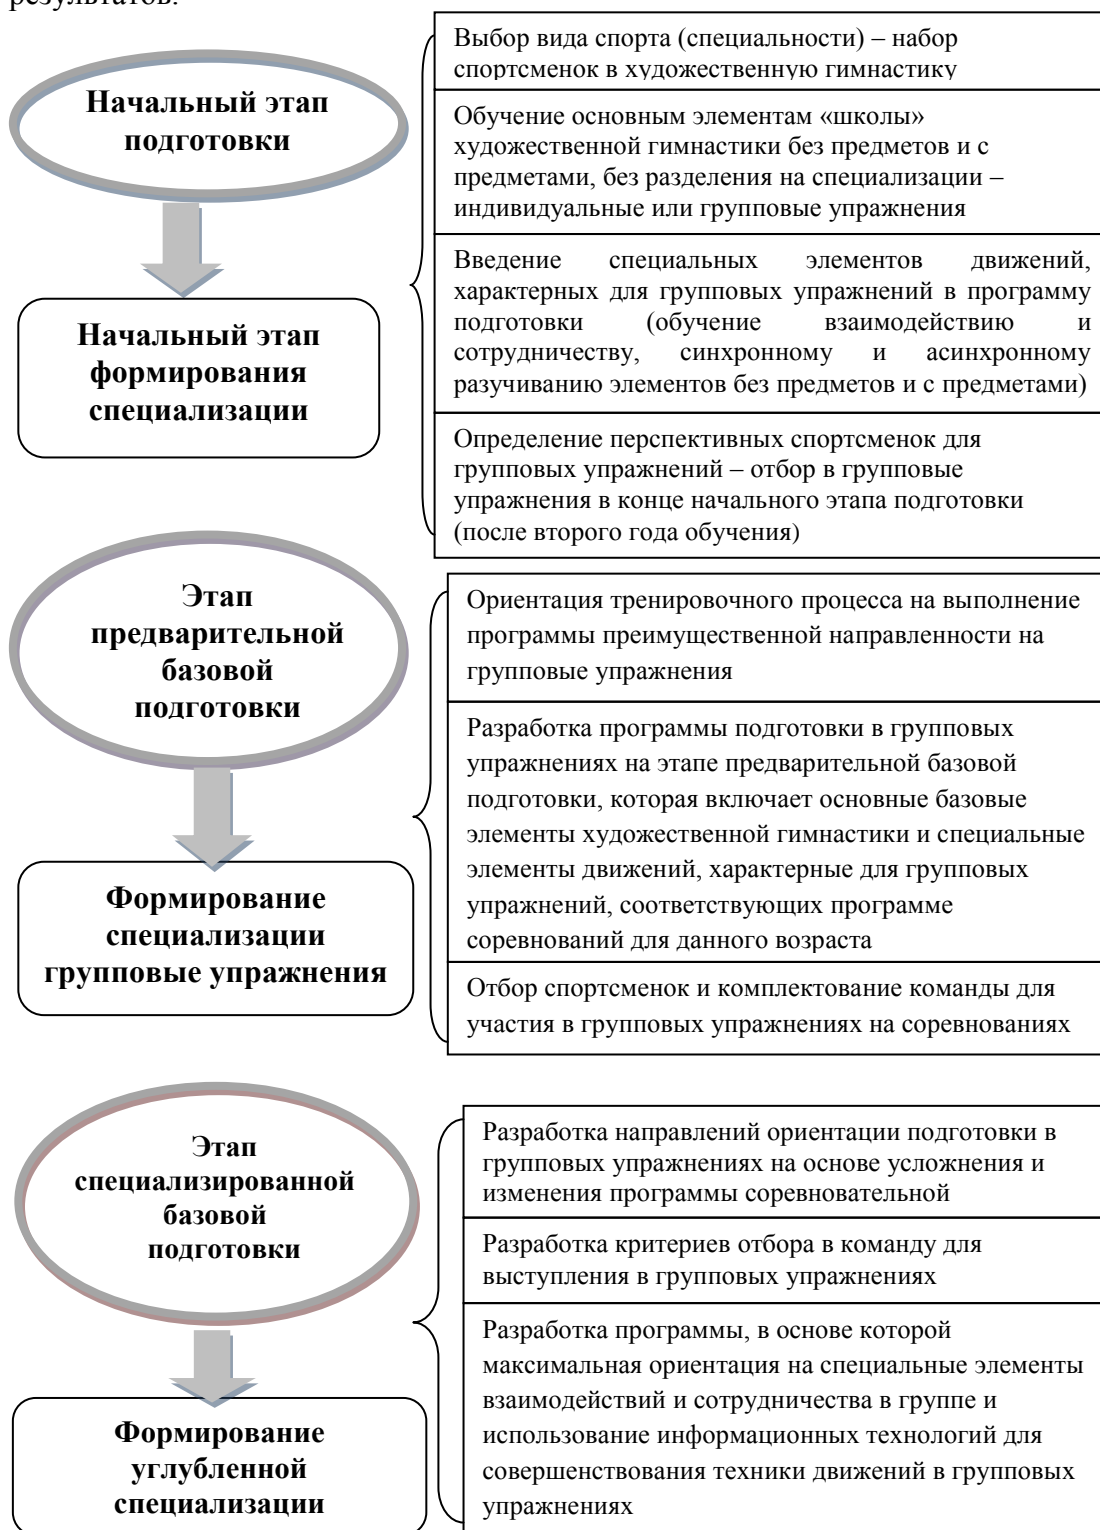 результатов.
Начальный этап
подготовки
Начальный этап
формирования
специализации
Выбор вида спорта (специальности) – набор
спортсменок в художественную гимнастику
Обучение основным элементам «школы»
художественной гимнастики без предметов и с
предметами, без разделения на специализации –
индивидуальные или групповые упражнения
Введение специальных элементов движений,
характерных для групповых упражнений в программу
подготовки (обучение взаимодействию и
сотрудничеству, синхронному и асинхронному
разучиванию элементов без предметов и с предметами)
Определение перспективных спортсменок для
групповых упражнений – отбор в групповые
упражнения в конце начального этапа подготовки
(после второго года обучения)
Этап
предварительной
базовой
подготовки
Формирование
специализации
групповые упражнения
Ориентация тренировочного процесса на выполнение
программы преимущественной направленности на
групповые упражнения
Разработка программы подготовки в групповых
упражнениях на этапе предварительной базовой
подготовки, которая включает основные базовые
элементы художественной гимнастики и специальные
элементы движений, характерные для групповых
упражнений, соответствующих программе
соревнований для данного возраста
Отбор спортсменок и комплектование команды для
участия в групповых упражнениях на соревнованиях
Этап
специализированной
базовой
подготовки
Формирование
углубленной
специализации
Разработка направлений ориентации подготовки в
групповых упражнениях на основе усложнения и
изменения программы соревновательной
Разработка критериев отбора в команду для
выступления в групповых упражнениях
Разработка программы, в основе которой
максимальная ориентация на специальные элементы
взаимодействий и сотрудничества в группе и
использование информационных технологий для
совершенствования техники движений в групповых
упражнениях